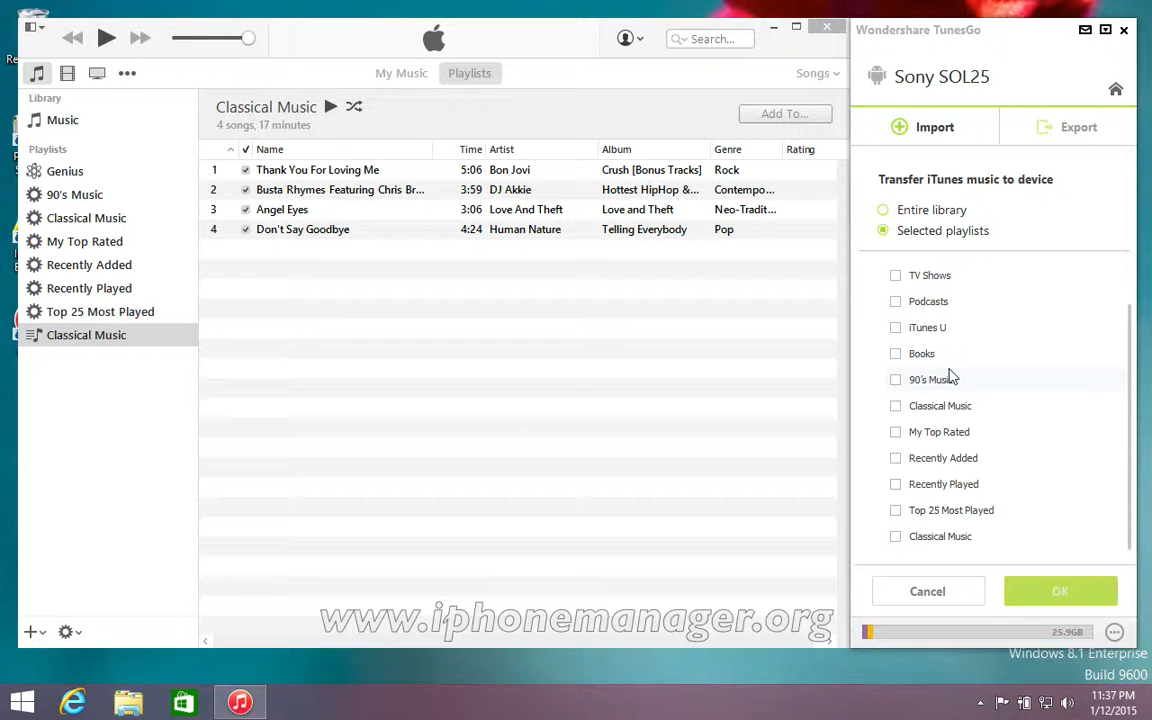 Re
Search...
Wondershare TunesGo
My Music
Playlists
Songs
Sony SOL25
Library
Music
Playlists
Genius
90's Music
Classical Music
My Top Rated
Recently Added
Recently Played
Top 25 Most Played
Classical Music
Classical Music
4 songs, 17 minutes
Add To...
Name Time Artist Album Genre Rating
1 Thank You For Loving Me 5:06 Bon Jovi Crush [Bonus Tracks] Rock
2 Busta Rhymes Featuring Chris Br... 3:59 DJ Akkie Hottest HipHop &... Contempo...
3 Angel Eyes 3:06 Love And Theft Love and Theft Neo-Tradit...
4 Don't Say Goodbye 4:24 Human Nature Telling Everybody Pop
Import
Export
Transfer iTunes music to device
Entire library
Selected playlists
TV Shows
Podcasts
iTunes U
Books
90's Music
Classical Music
My Top Rated
Recently Added
Recently Played
Top 25 Most Played
Classical Music
Cancel
OK
25.9GB
www.iphonemanager.org
Windows 8.1 Enterprise
Build 9600
11:37 PM
1/12/2015